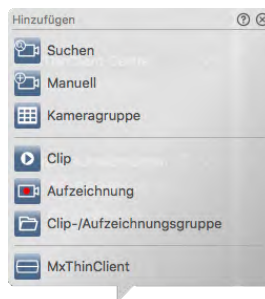 Hinzufügen
Suchen
Manuell
Kameragruppe
Clip
Aufzeichnung
Clip-/Aufzeichnungsgruppe
MxThinClient